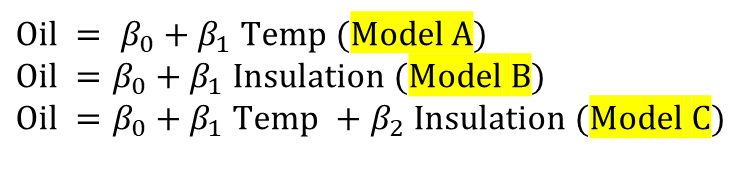 Oil = β₀ + β₁ Temp (Model A)
Oil = β₀ + β₁ Insulation (Model B)
Oil = β₀ + β₁ Temp + β₂ Insulation (Model C)